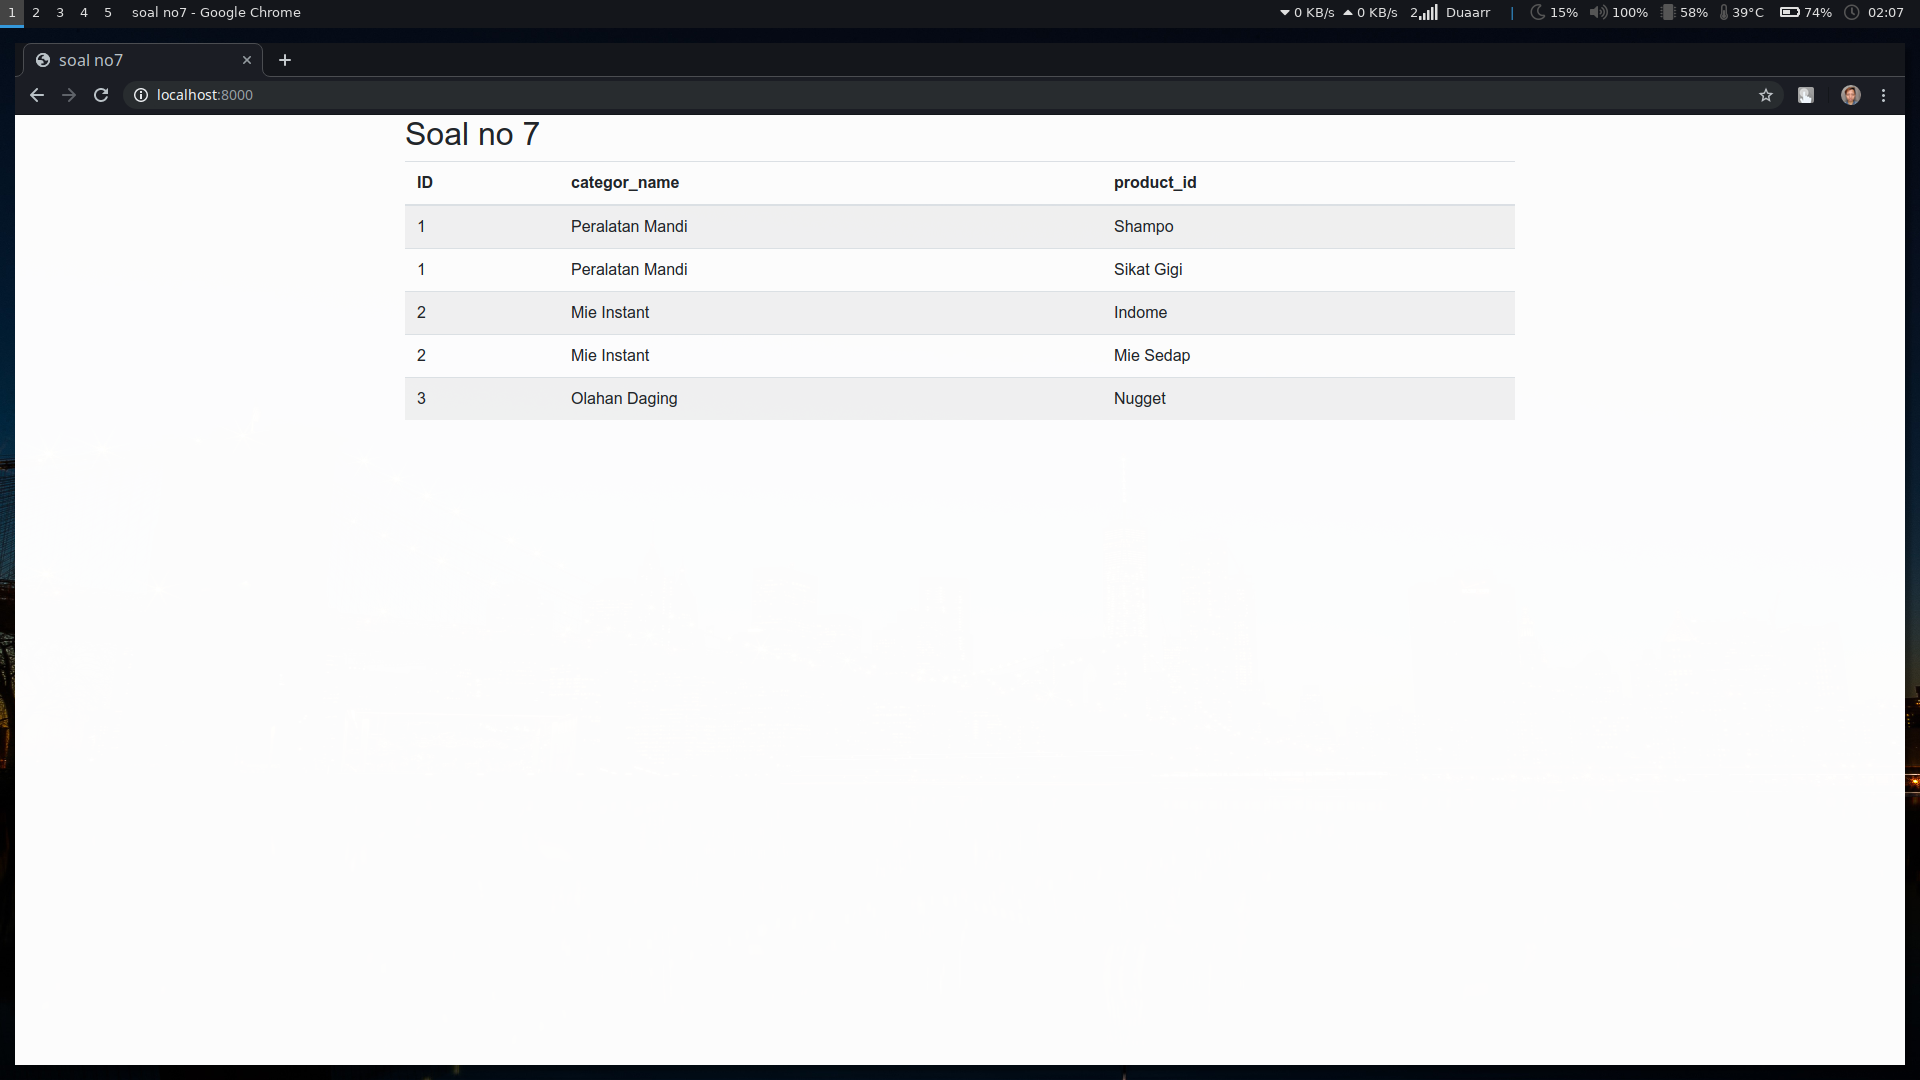 1 2 3 4 5 soal no7 - Google Chrome 0 KB/s 0 KB/s 2 Duaarr | 15% 100% 58% 39°C 74% 02:07
soal no7
localhost:8000
Soal no 7
ID categor_name product_id
1 Peralatan Mandi Shampo
1 Peralatan Mandi Sikat Gigi
2 Mie Instant Indome
2 Mie Instant Mie Sedap
3 Olahan Daging Nugget